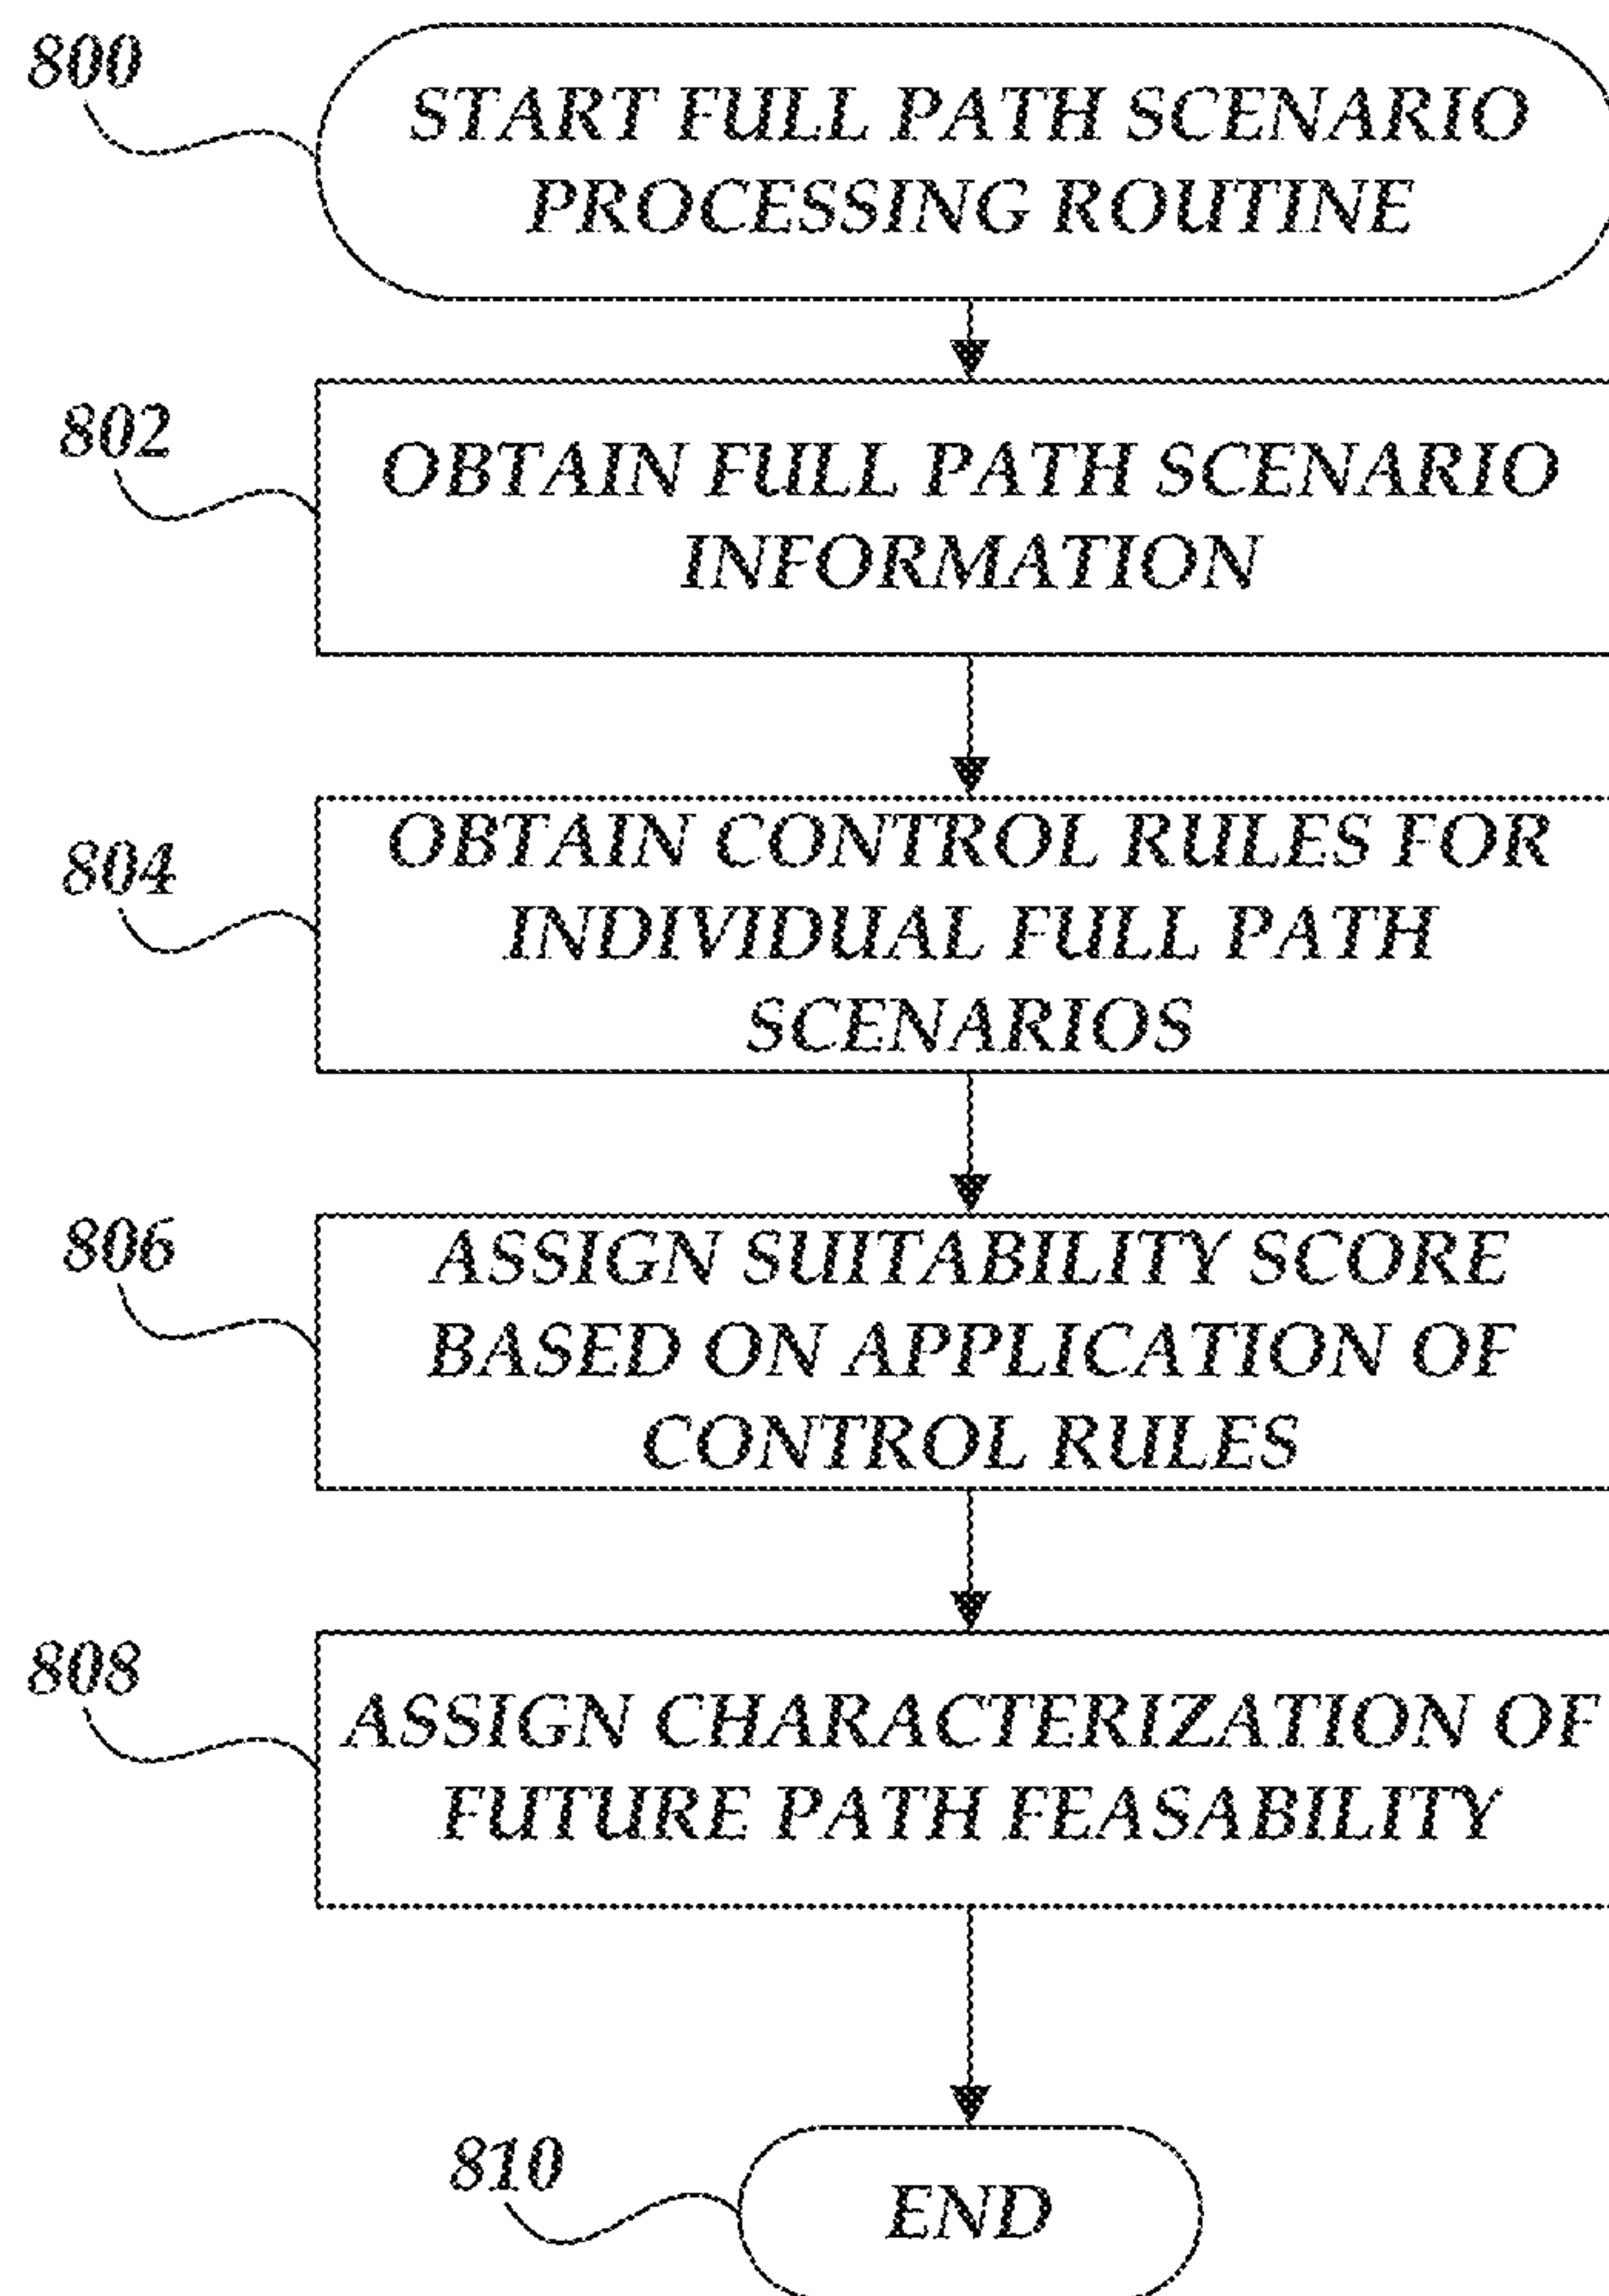 800
START FULL PATH SCENARIO
PROCESSING ROUTINE
802
OBTAIN FULL PATH SCENARIO
INFORMATION
804
OBTAIN CONTROL RULES FOR
INDIVIDUAL FULL PATH
SCENARIOS
806
ASSIGN SUITABILITY SCORE
BASED ON APPLICATION OF
CONTROL RULES
808
ASSIGN CHARACTERIZATION OF
FUTURE PATH FEASABILITY
810
END